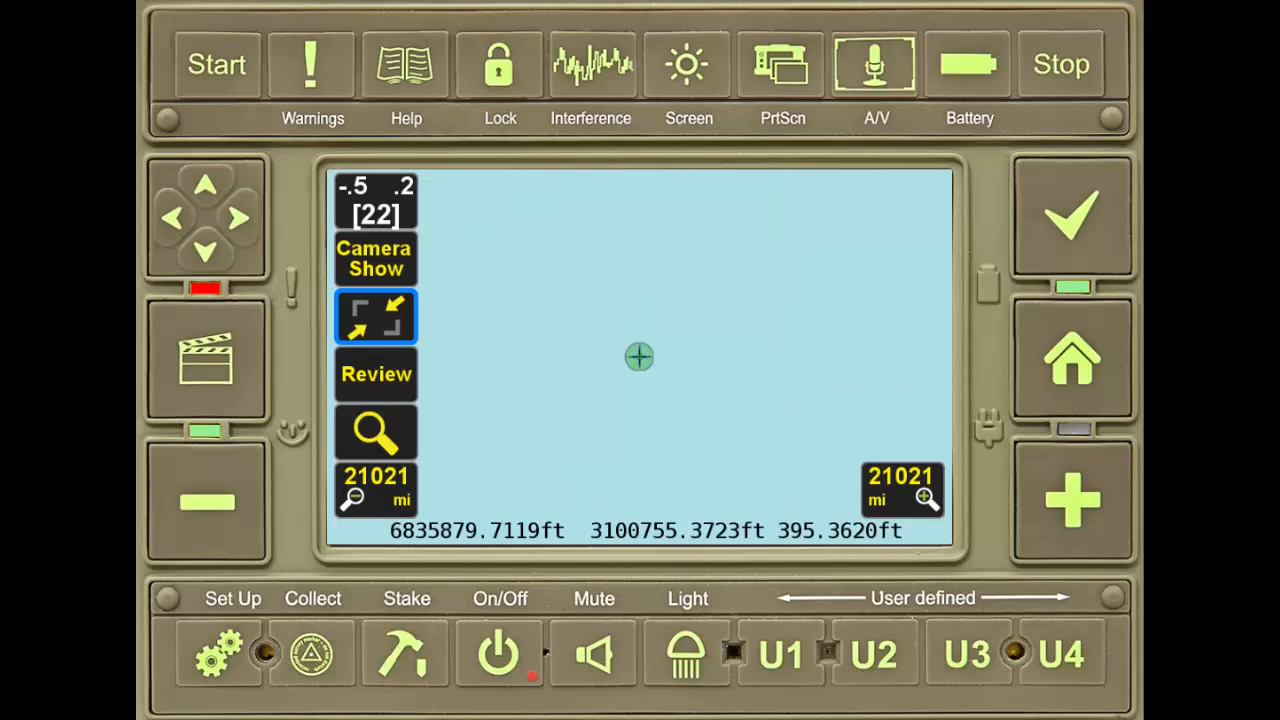 Start
Stop
Warnings Help Lock Interference Screen PrtScn A/V Battery
-.5 .2
[22]
Camera
Show
Review
21021
mi
21021
mi
6835879.7119ft 3100755.3723ft 395.3620ft
Set Up Collect Stake On/Off Mute Light User defined
U1 U2 U3 U4